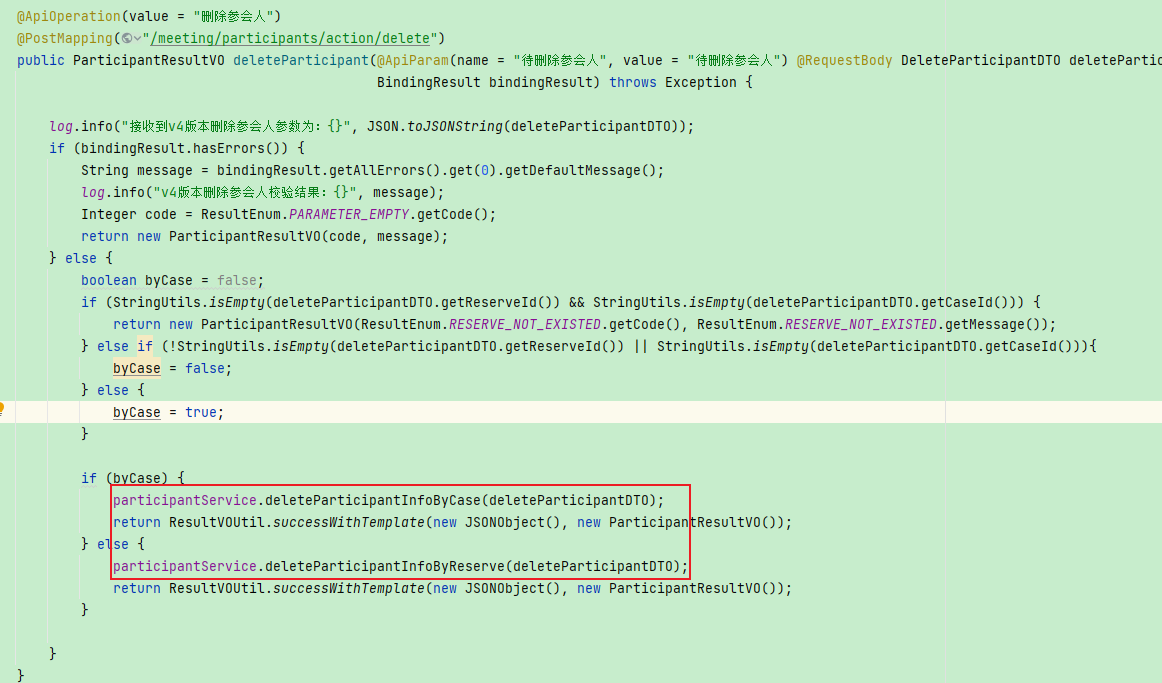 @ApiOperation(value = "删除参会人")
@PostMapping("/meeting/participants/action/delete")
public ParticipantResultVO deleteParticipant(@ApiParam(name = "待删除参会人", value = "待删除参会人") @RequestBody DeleteParticipantDTO deletePartic
BindingResult bindingResult) throws Exception {
log.info("接收到v4版本删除参会人参数为：{}", JSON.toJSONString(deleteParticipantDTO));
if (bindingResult.hasErrors()) {
String message = bindingResult.getAllErrors().get(0).getDefaultMessage();
log.info("v4版本删除参会人校验结果：{}", message);
Integer code = ResultEnum.PARAMETER_EMPTY.getCode();
return new ParticipantResultVO(code, message);
} else {
boolean byCase = false;
if (StringUtils.isEmpty(deleteParticipantDTO.getReserveId()) && StringUtils.isEmpty(deleteParticipantDTO.getCaseId())) {
return new ParticipantResultVO(ResultEnum.RESERVE_NOT_EXISTED.getCode(), ResultEnum.RESERVE_NOT_EXISTED.getMessage());
} else if (!StringUtils.isEmpty(deleteParticipantDTO.getReserveId()) || StringUtils.isEmpty(deleteParticipantDTO.getCaseId())){
byCase = false;
} else {
byCase = true;
}
if (byCase) {
participantService.deleteParticipantInfoByCase(deleteParticipantDTO);
return ResultVOUtil.successWithTemplate(new JSONObject(), new ParticipantResultVO());
} else {
participantService.deleteParticipantInfoByReserve(deleteParticipantDTO);
return ResultVOUtil.successWithTemplate(new JSONObject(), new ParticipantResultVO());
}
}
}